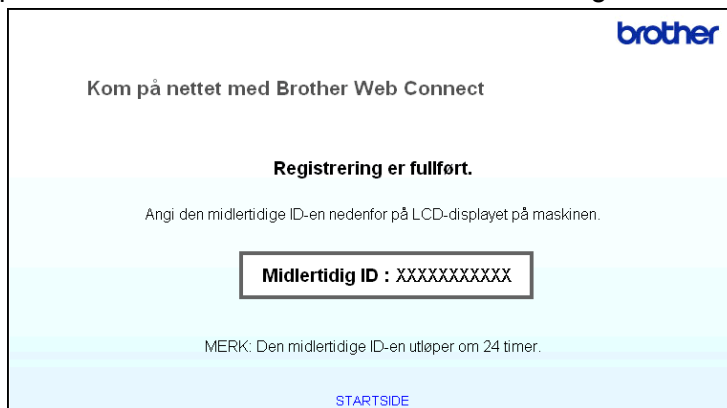 brother
Kom på nettet med Brother Web Connect
Registrering er fullført.
Angi den midlertidige ID-en nedenfor på LCD-displayet på maskinen.
Midlertidig ID : XXXXXXXXXXX
MERK: Den midlertidige ID-en utløper om 24 timer.
STARTSIDE